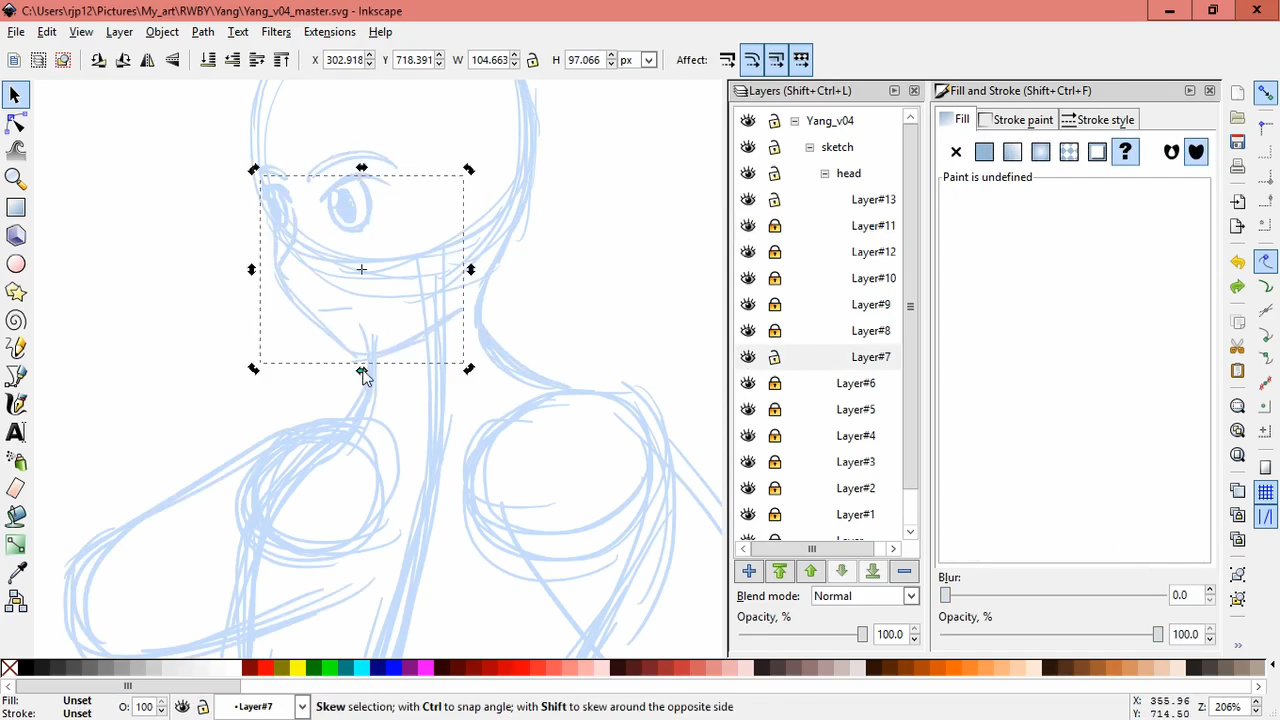 C:\Users\rjp12\Pictures\My_art\RWBY\Yang\Yang_v04_master.svg - Inkscape
File Edit View Layer Object Path Text Filters Extensions Help
X 302.918 Y 718.391 W 104.663 H 97.066 px Affect:
Layers (Shift+Ctrl+L)
Yang_v04
sketch
head
Layer#13
Layer#11
Layer#12
Layer#10
Layer#9
Layer#8
Layer#7
Layer#6
Layer#5
Layer#4
Layer#3
Layer#2
Layer#1
Blend mode: Normal
Opacity, %
100.0
Fill and Stroke (Shift+Ctrl+F)
Fill Stroke paint Stroke style
?
Paint is undefined
Blur:
0.0
Opacity, %
100.0
Fill: Unset
Stroke: Unset
O: 100
•Layer#7
Skew selection; with Ctrl to snap angle; with Shift to skew around the opposite side
X: 355.96
Y: 714.50
Z: 206%